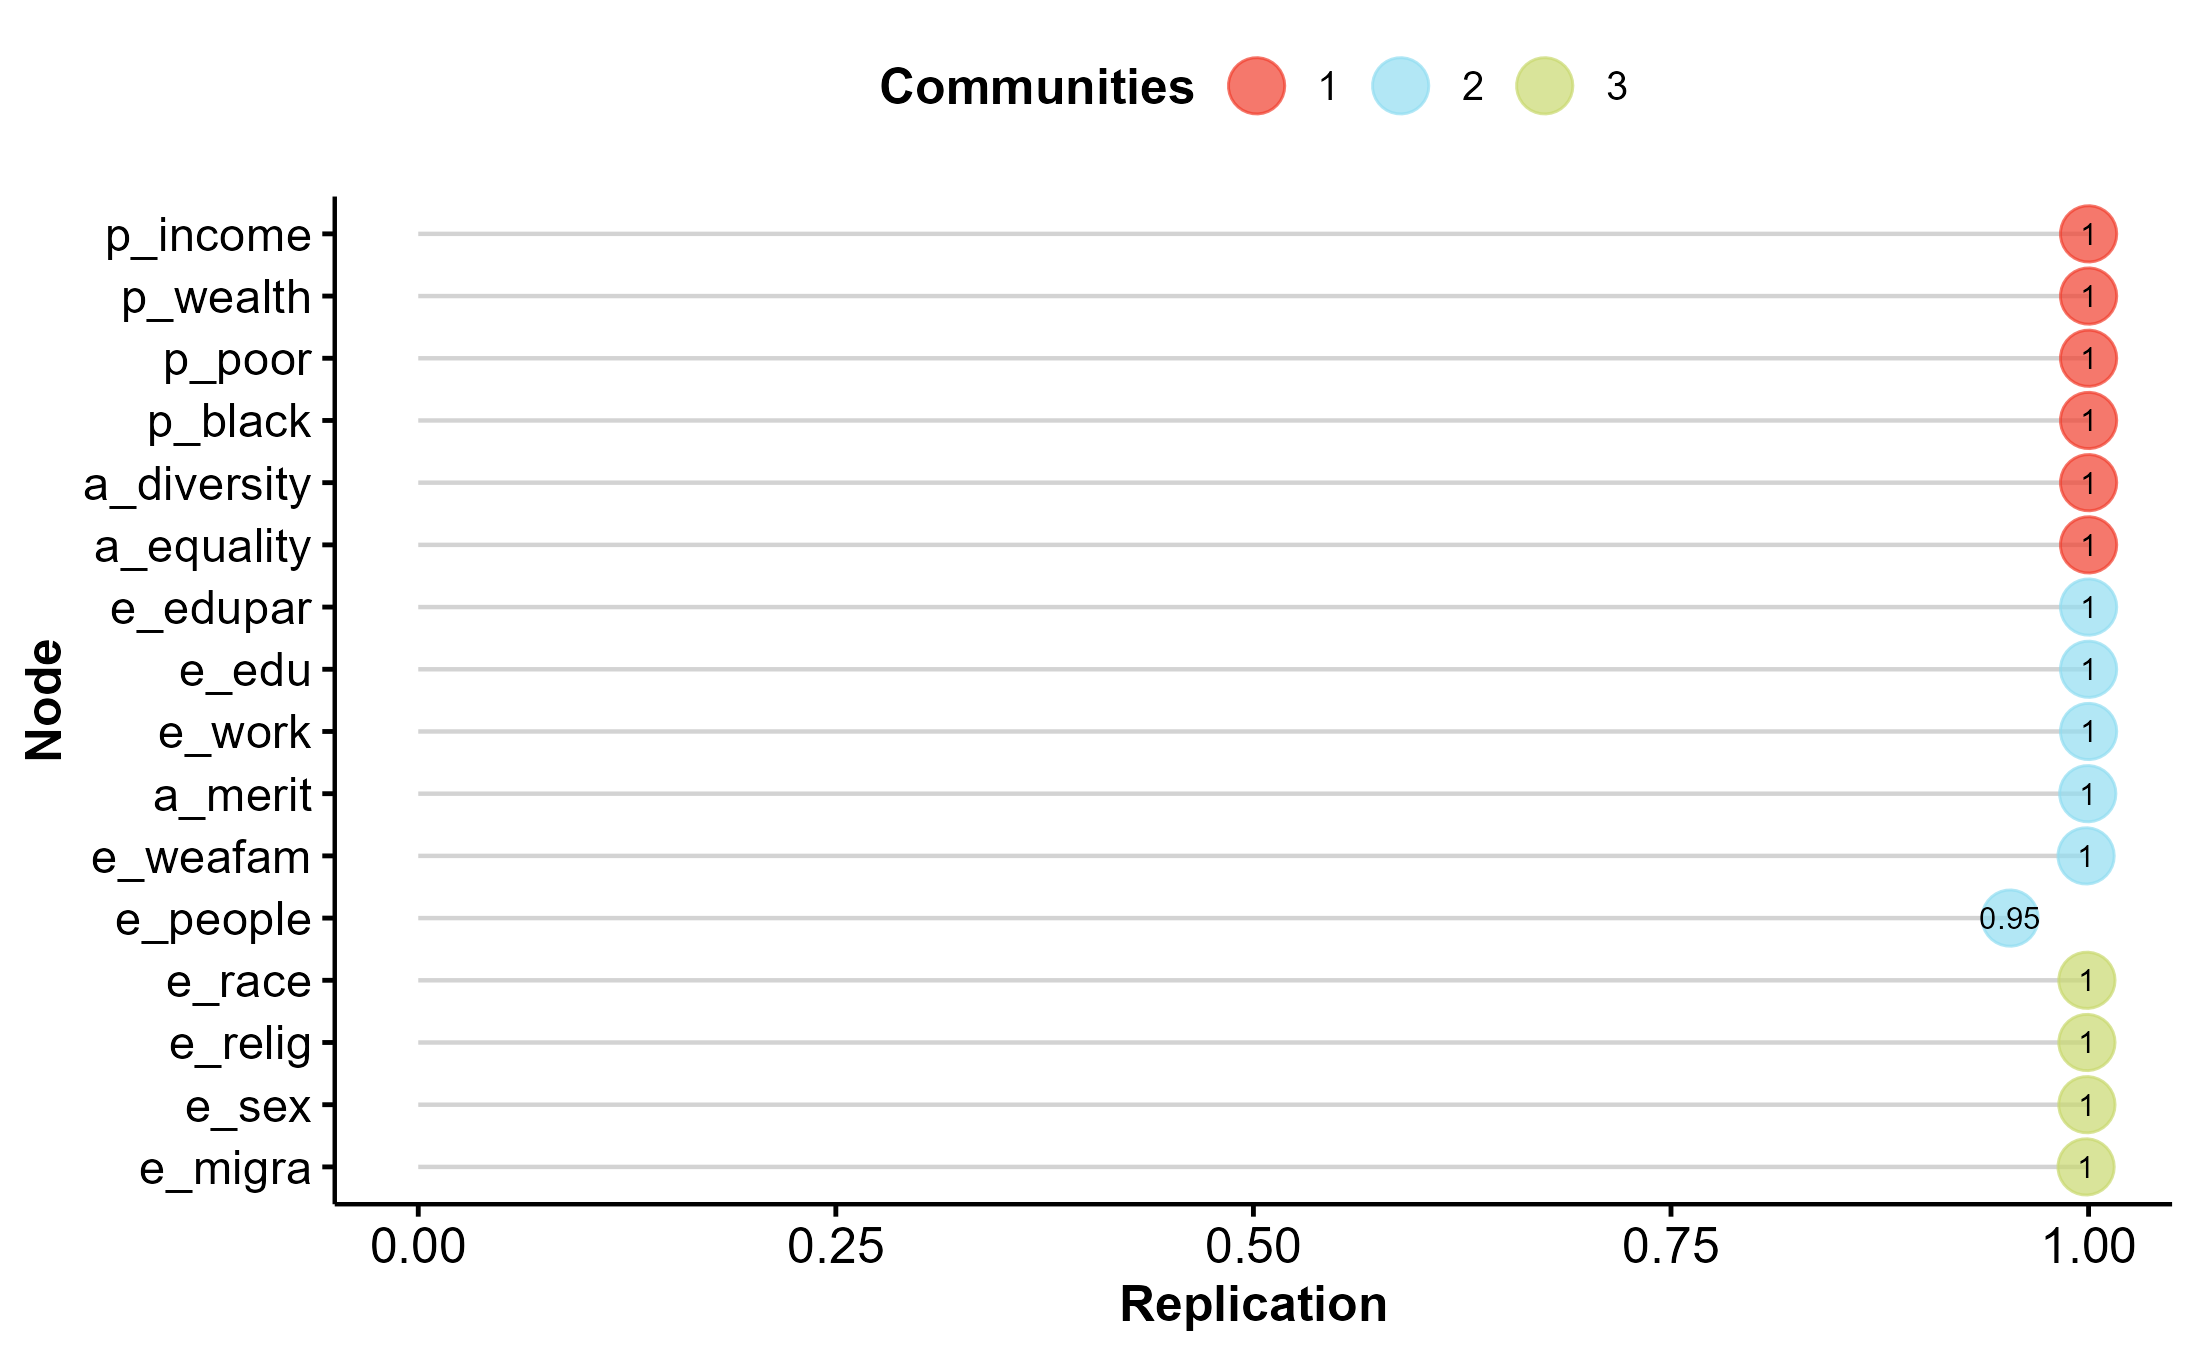 Communities 1 2 3
p_income 1
p_wealth 1
p_poor 1
p_black 1
a_diversity 1
a_equality 1
e_edupar 1
e_edu 1
e_work 1
a_merit 1
e_weafam 1
e_people 0.95
e_race 1
e_relig 1
e_sex 1
e_migra 1
Node
0.00 0.25 0.50 0.75 1.00
Replication